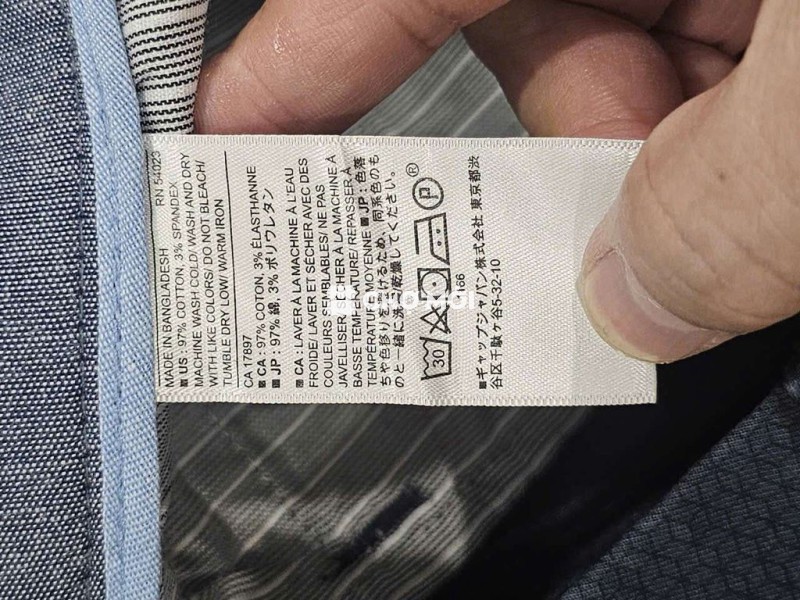 MADE IN BANGLADESH RN 54023
■ US : 97% COTTON, 3% SPANDEX
MACHINE WASH COLD/ WASH AND DRY
WITH LIKE COLORS/ DO NOT BLEACH/
TUMBLE DRY LOW/ WARM IRON
CA 17897
■ CA : 97% COTON, 3% ÉLASTHANNE
■ JP : 97% 綿, 3% ポリウレタン
■ CA : LAVER À LA MACHINE À L'EAU
FROIDE/ LAVER ET SÉCHER AVEC DES
COULEURS SEMBLABLES/ NE PAS
JAVELLISER À LA MACHINE À
BASSE TEMPÉRATURE/ REPASSER À
TEMPÉRATURE MOYENNE ■ JP : 色落
ちや色移りを避けるため、同系色のも
のと一緒に洗濯/乾燥してください。
30 P ®
■ギャップジャパン株式会社 東京都渋
谷区千駄ケ谷5-32-10